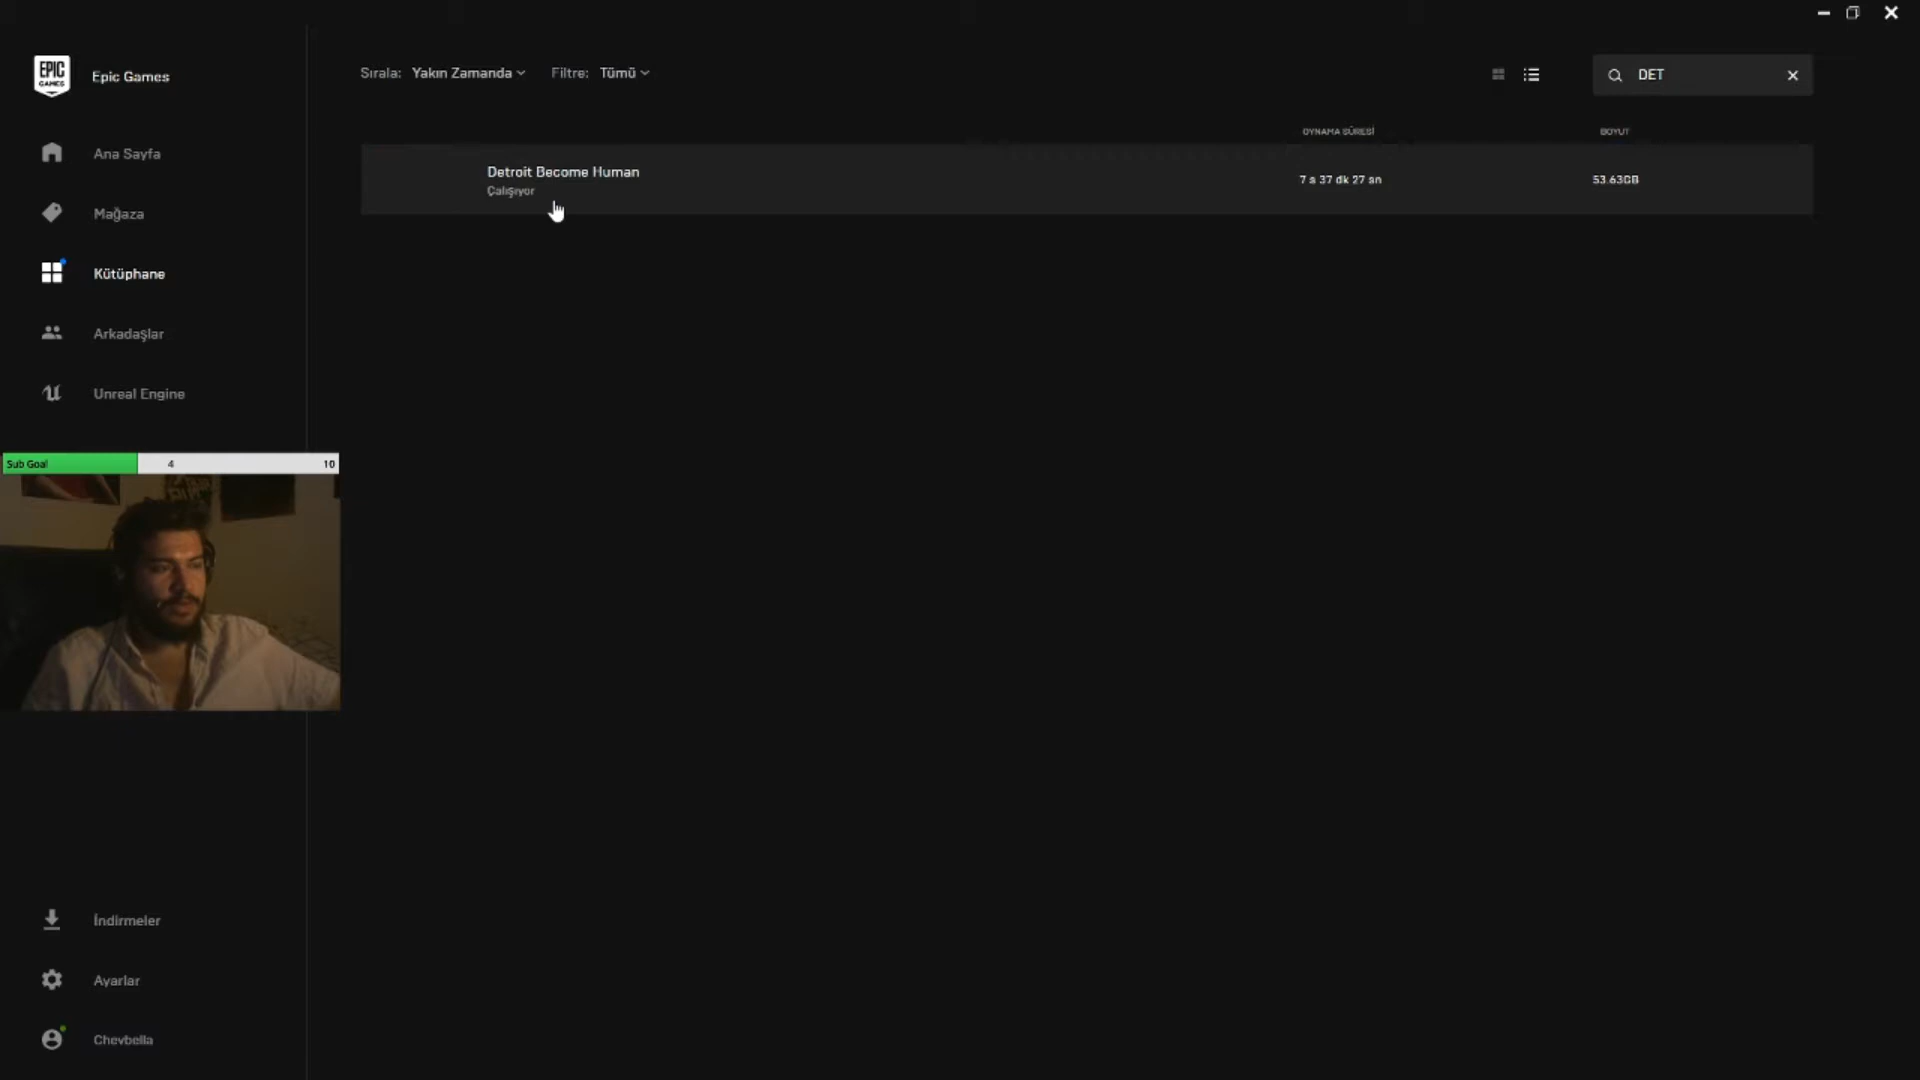 EPIC
GAMES
Epic Games
Ana Sayfa
Mağaza
Kütüphane
Arkadaşlar
Unreal Engine
Sırala: Yakın Zamanda
Filtre: Tümü
DET
OYNAMA SÜRESİ
BOYUT
Detroit Become Human
Çalışıyor
7 s 37 dk 27 sn
53.63GB
Sub Goal
4
10
İndirmeler
Ayarlar
Chevbella